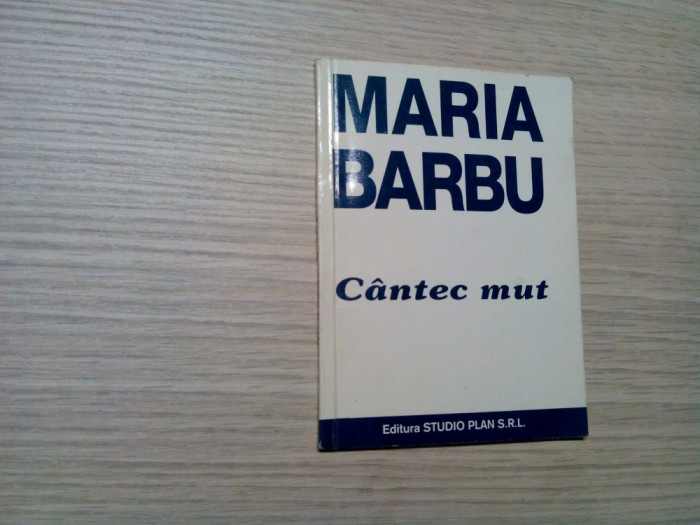 MARIA
BARBU
Cântec mut
Editura STUDIO PLAN S.R.L.